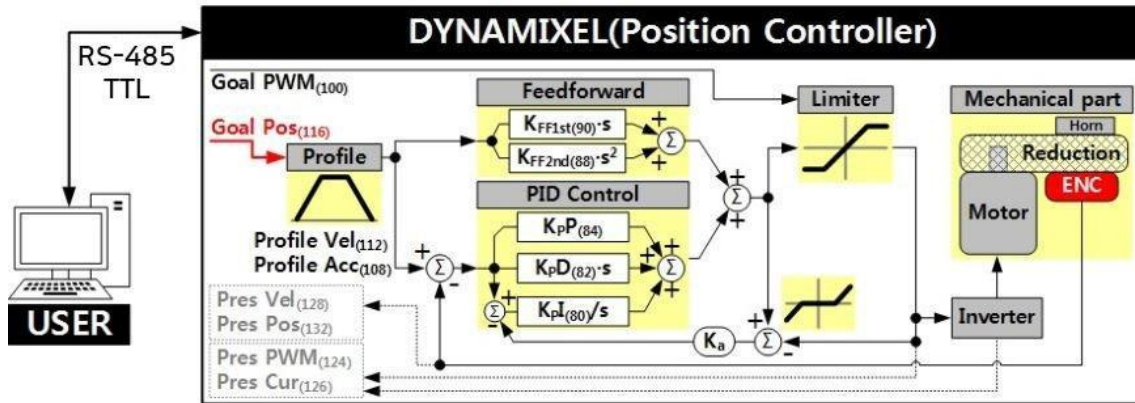 DYNAMIXEL(Position Controller)
RS-485
TTL
Goal PWM(100)
Feedforward
Limiter
Mechanical part
Goal Pos(116)
KFF1st(90)·s
+
Horn
Profile
KFF2nd(88)·s²
Σ
+
Reduction
ENC
PID Control
+
Σ
+
Motor
KPP(84)
Profile Vel(112)
Profile Acc(108)
+
Σ
-
KPD(82)·s
+
+
Σ
+
Pres Vel(128)
Pres Pos(132)
+
Σ
-
KPI(80)/s
Inverter
USER
Ka
+
Σ
-
Pres PWM(124)
Pres Cur(126)